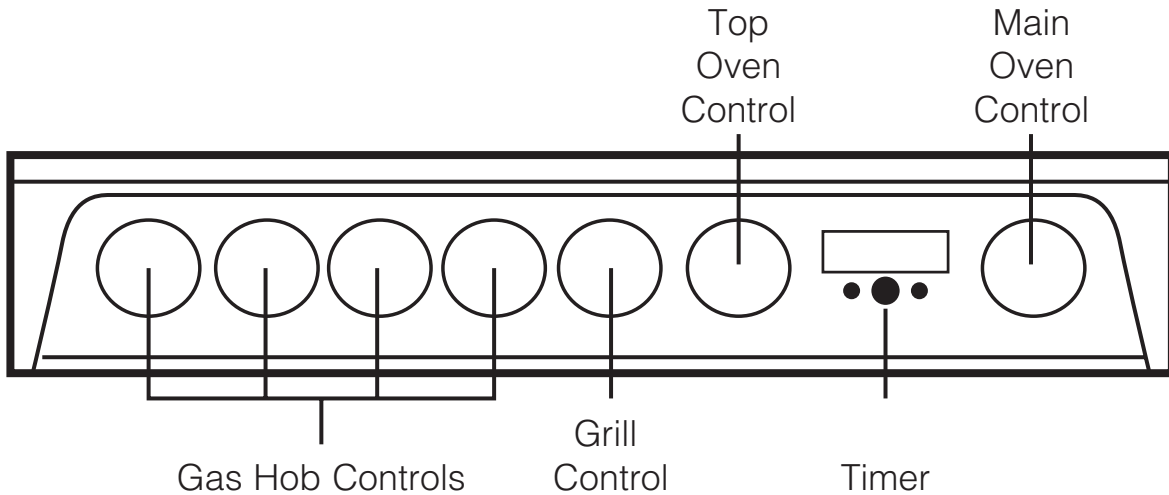 Top
Oven
Control
Main
Oven
Control
Gas Hob Controls
Grill
Control
Timer